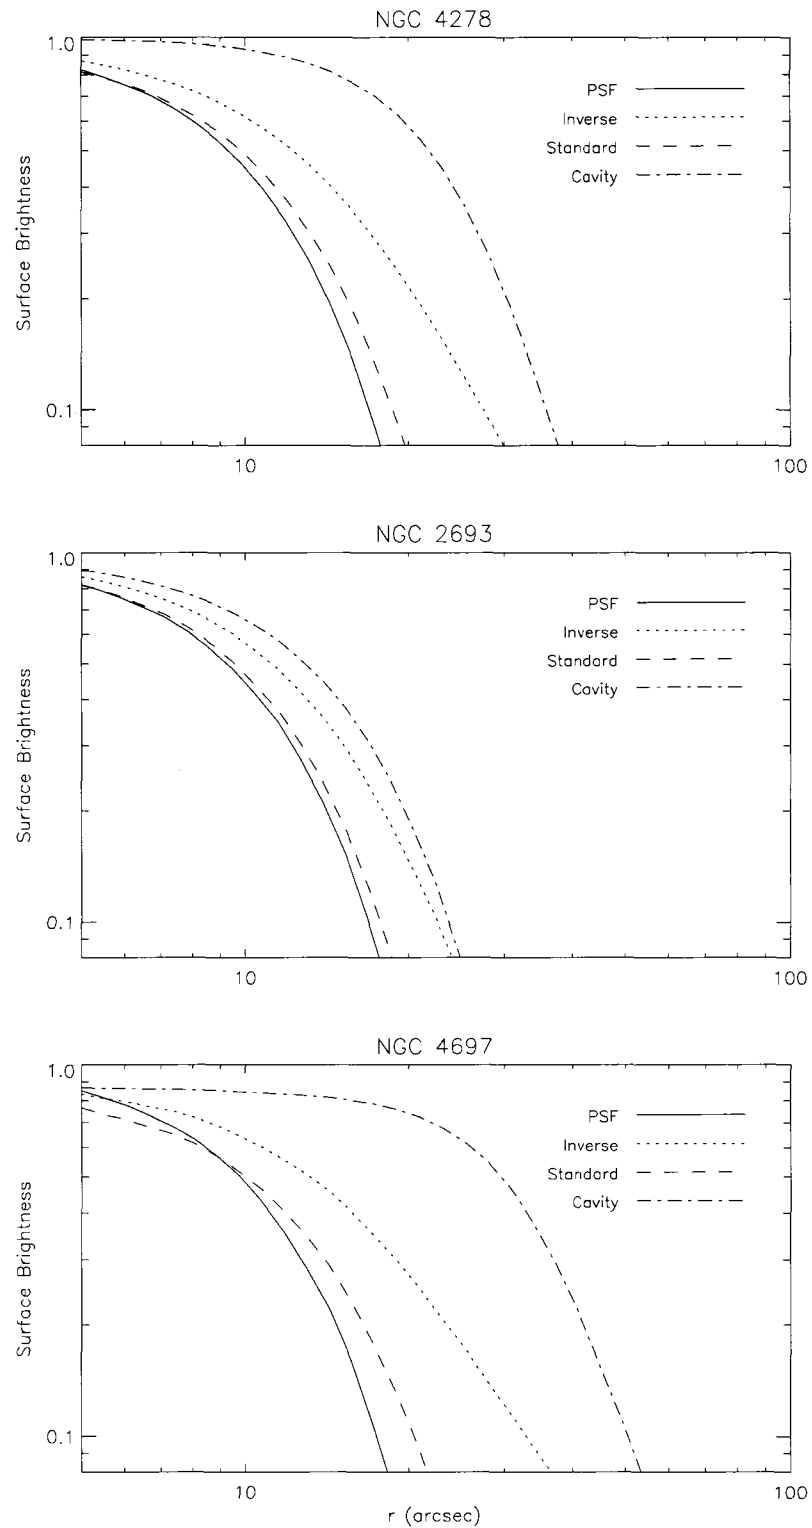 NGC 4278
1.0
PSF
Inverse
Standard
Cavity
Surface Brightness
0.1
10
100
NGC 2693
1.0
PSF
Inverse
Standard
Cavity
Surface Brightness
0.1
10
100
NGC 4697
1.0
PSF
Inverse
Standard
Cavity
Surface Brightness
0.1
10
100
r (arcsec)